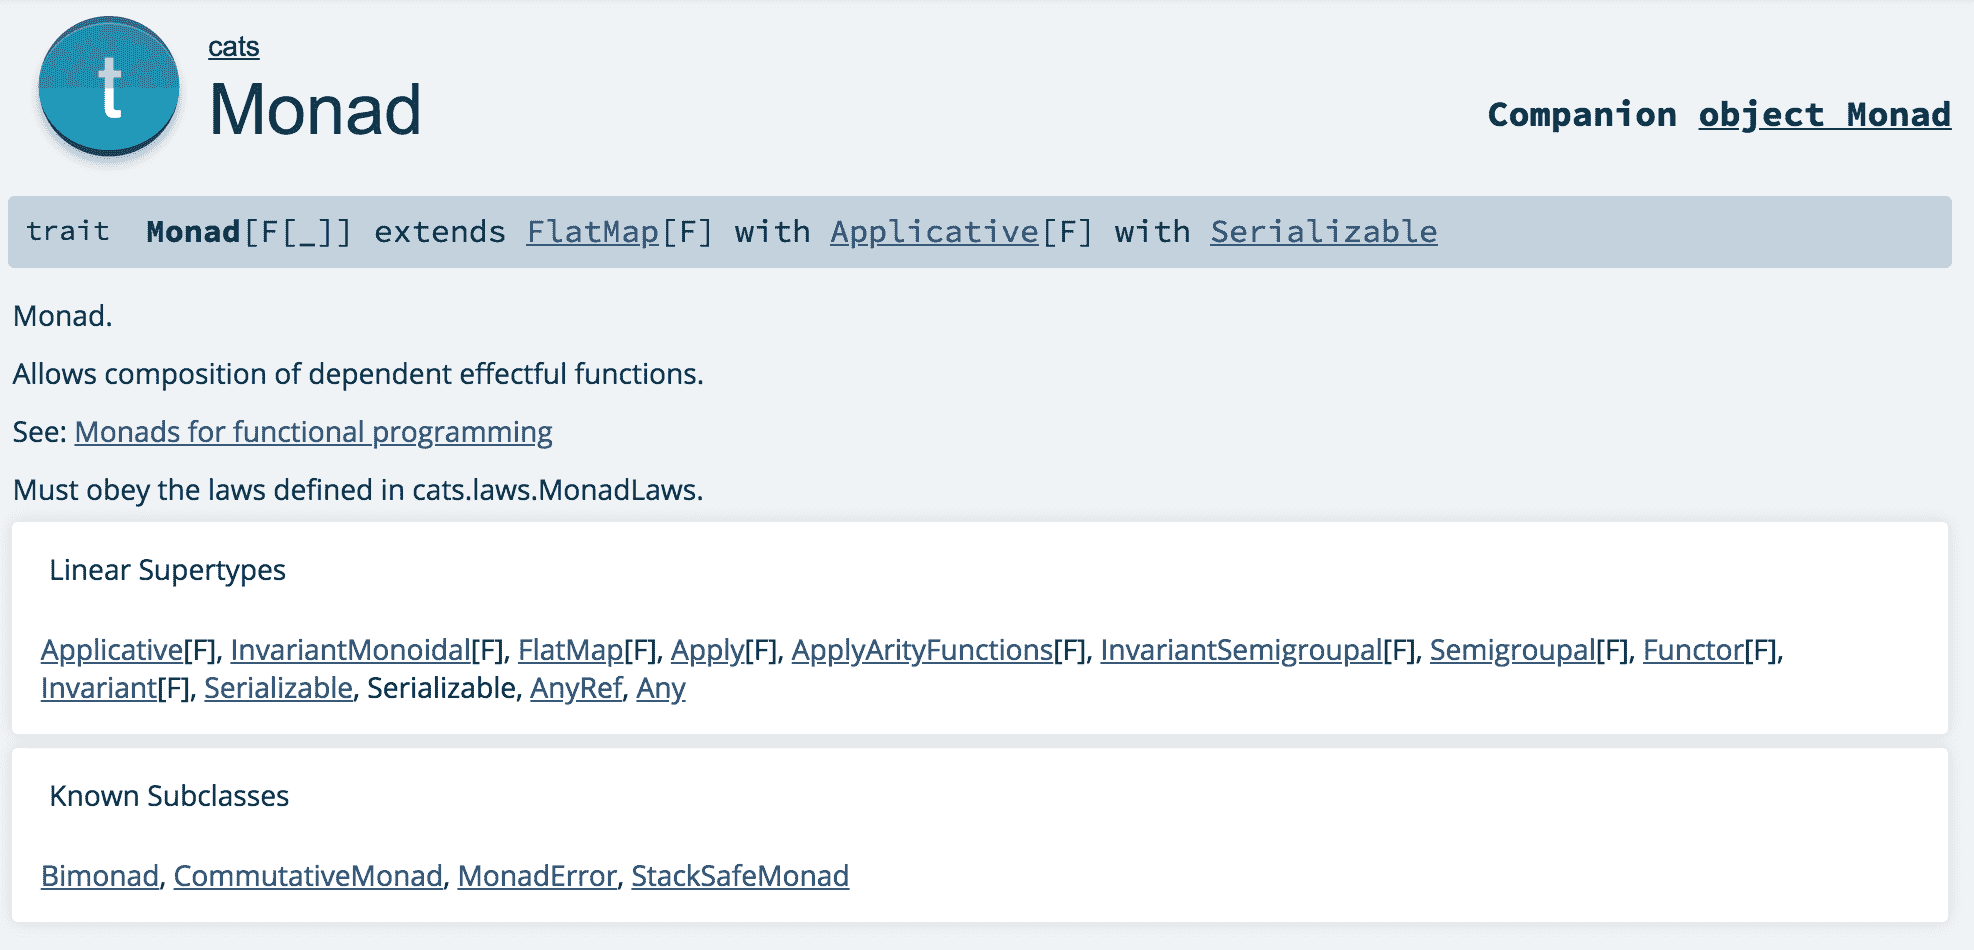 t
cats
Monad
Companion object Monad
trait Monad[F[_]] extends FlatMap[F] with Applicative[F] with Serializable
Monad.
Allows composition of dependent effectful functions.
See: Monads for functional programming
Must obey the laws defined in cats.laws.MonadLaws.
Linear Supertypes
Applicative[F], InvariantMonoidal[F], FlatMap[F], Apply[F], ApplyArityFunctions[F], InvariantSemigroupal[F], Semigroupal[F], Functor[F],
Invariant[F], Serializable, Serializable, AnyRef, Any
Known Subclasses
Bimonad, CommutativeMonad, MonadError, StackSafeMonad